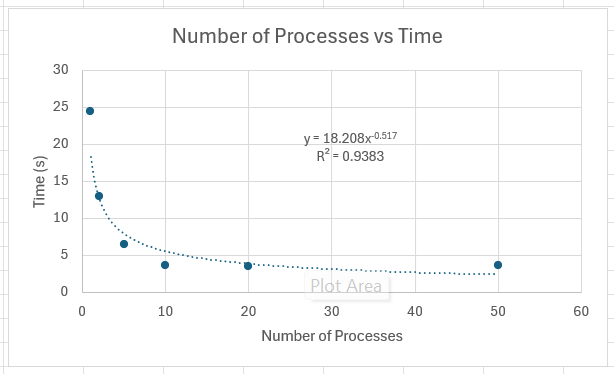 Number of Processes vs Time
30
25
20
15
10
5
0
Time (s)
y = 18.208x^-0.517
R² = 0.9383
Plot Area
0 10 20 30 40 50 60
Number of Processes